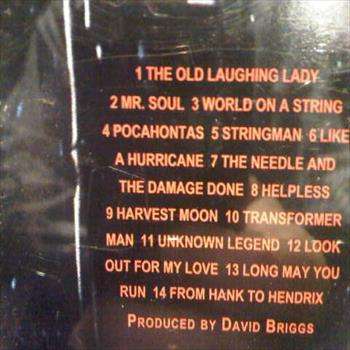 1 THE OLD LAUGHING LADY
2 MR. SOUL 3 WORLD ON A STRING
4 POCAHONTAS 5 STRINGMAN 6 LIKE
A HURRICANE 7 THE NEEDLE AND
THE DAMAGE DONE 8 HELPLESS
9 HARVEST MOON 10 TRANSFORMER
MAN 11 UNKNOWN LEGEND 12 LOOK
OUT FOR MY LOVE 13 LONG MAY YOU
RUN 14 FROM HANK TO HENDRIX
PRODUCED BY DAVID BRIGGS